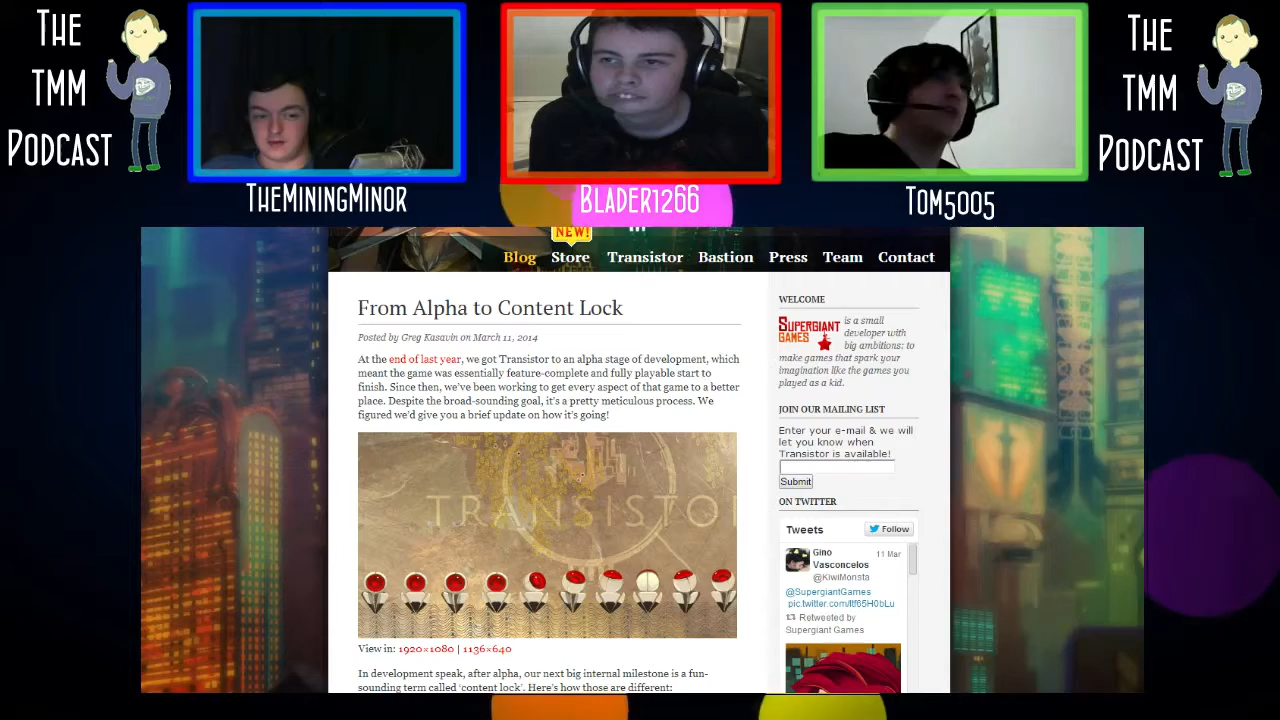 The
TMM
Podcast
TheMiningMinor
Blader1266
Tom5005
The
TMM
Podcast
NEW!
Blog Store Transistor Bastion Press Team Contact
From Alpha to Content Lock
Posted by Greg Kasavin on March 11, 2014
At the end of last year, we got Transistor to an alpha stage of development, which
meant the game was essentially feature-complete and fully playable start to
finish. Since then, we've been working to get every aspect of that game to a better
place. Despite the broad-sounding goal, it's a pretty meticulous process. We
figured we'd give you a brief update on how it's going!
TRANSISTOR
View in: 1920×1080 | 1136×640
In development speak, after alpha, our next big internal milestone is a fun-
sounding term called 'content lock'. Here's how those are different:
WELCOME
SUPERGIANT
GAMES
is a small
developer with
big ambitions: to
make games that spark your
imagination like the games you
played as a kid.
JOIN OUR MAILING LIST
Enter your e-mail & we will
let you know when
Transistor is available!
Submit
ON TWITTER
Tweets Follow
Gino 11 Mar
Vasconcelos
@KiwiMonsta
@SupergiantGames
pic.twitter.com/Itf65H0bLu
Retweeted by
Supergiant Games